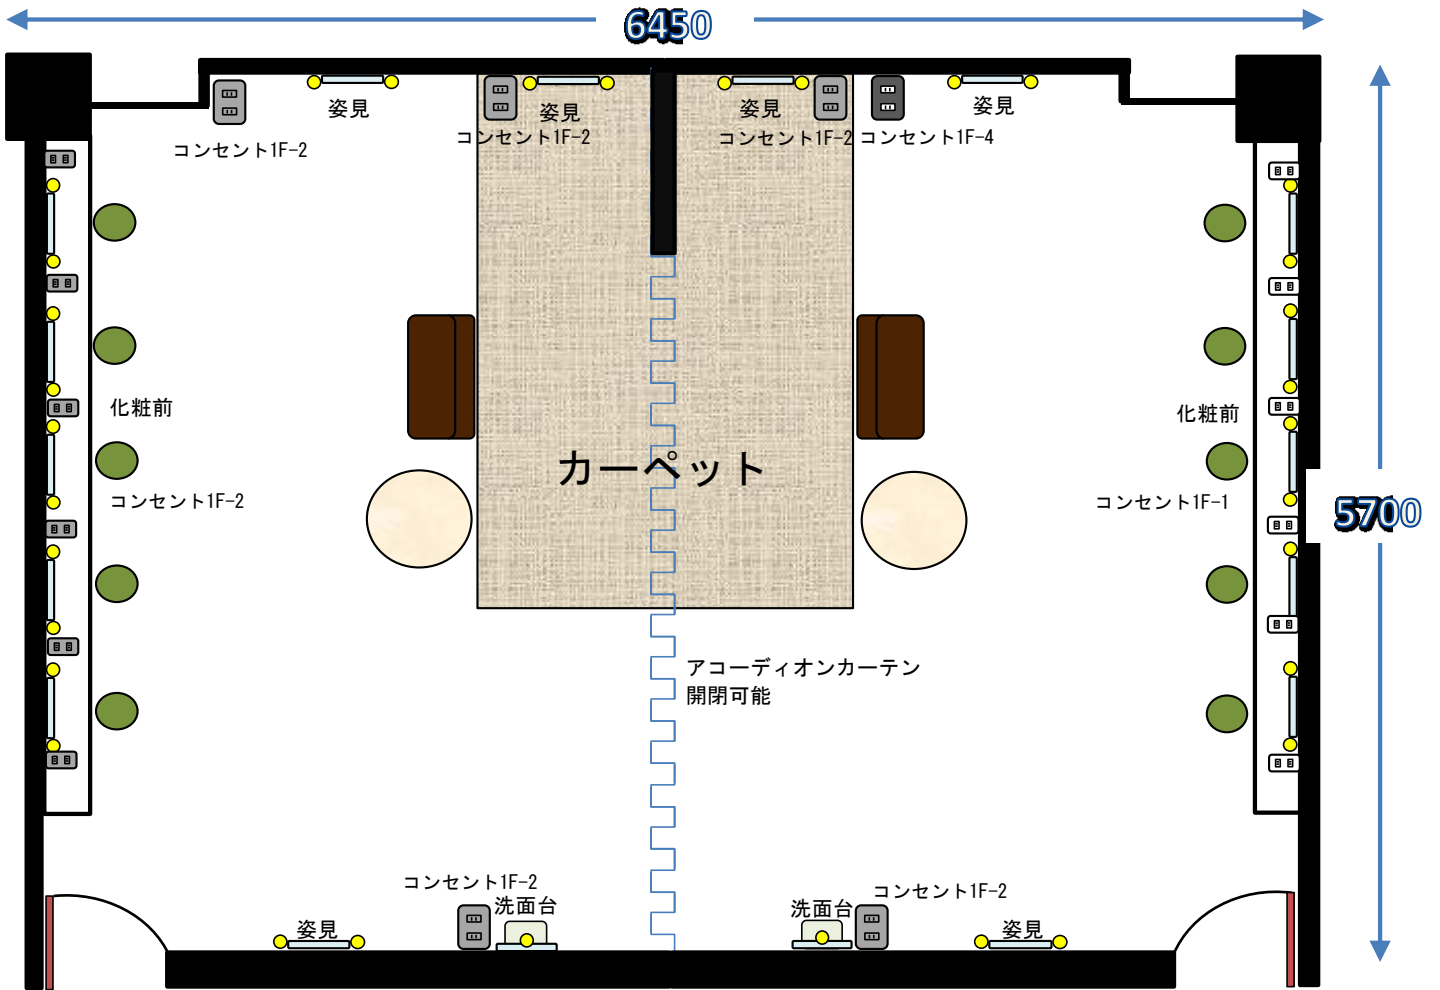 6450
姿見
姿見
姿見
姿見
コンセント1F-2
コンセント1F-2
コンセント1F-2
コンセント1F-4
化粧前
化粧前
カーペット
コンセント1F-2
コンセント1F-1
5700
アコーディオンカーテン
開閉可能
コンセント1F-2
洗面台
洗面台
コンセント1F-2
姿見
姿見